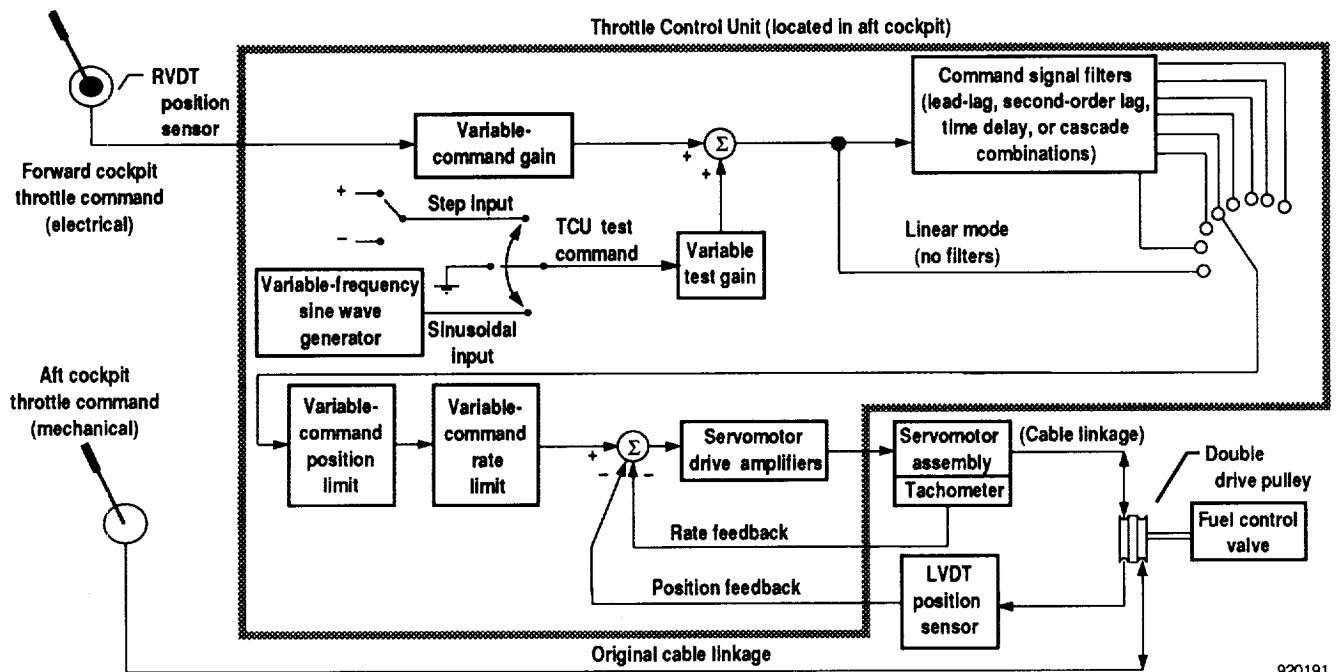 Throttle Control Unit (located in aft cockpit)
RVDT
position
sensor
Forward cockpit
throttle command
(electrical)
Variable-
command gain
Σ
+
+
Command signal filters
(lead-lag, second-order lag,
time delay, or cascade
combinations)
+
Step input
–
TCU test
command
Variable
test gain
Linear mode
(no filters)
Variable-frequency
sine wave
generator
Sinusoidal
input
Aft cockpit
throttle command
(mechanical)
Variable-
command
position
limit
Variable-
command
rate
limit
+
Σ
–
–
Servomotor
drive amplifiers
Servomotor
assembly
Tachometer
(Cable linkage)
Double
drive pulley
Fuel control
valve
Rate feedback
Position feedback
LVDT
position
sensor
Original cable linkage
920191